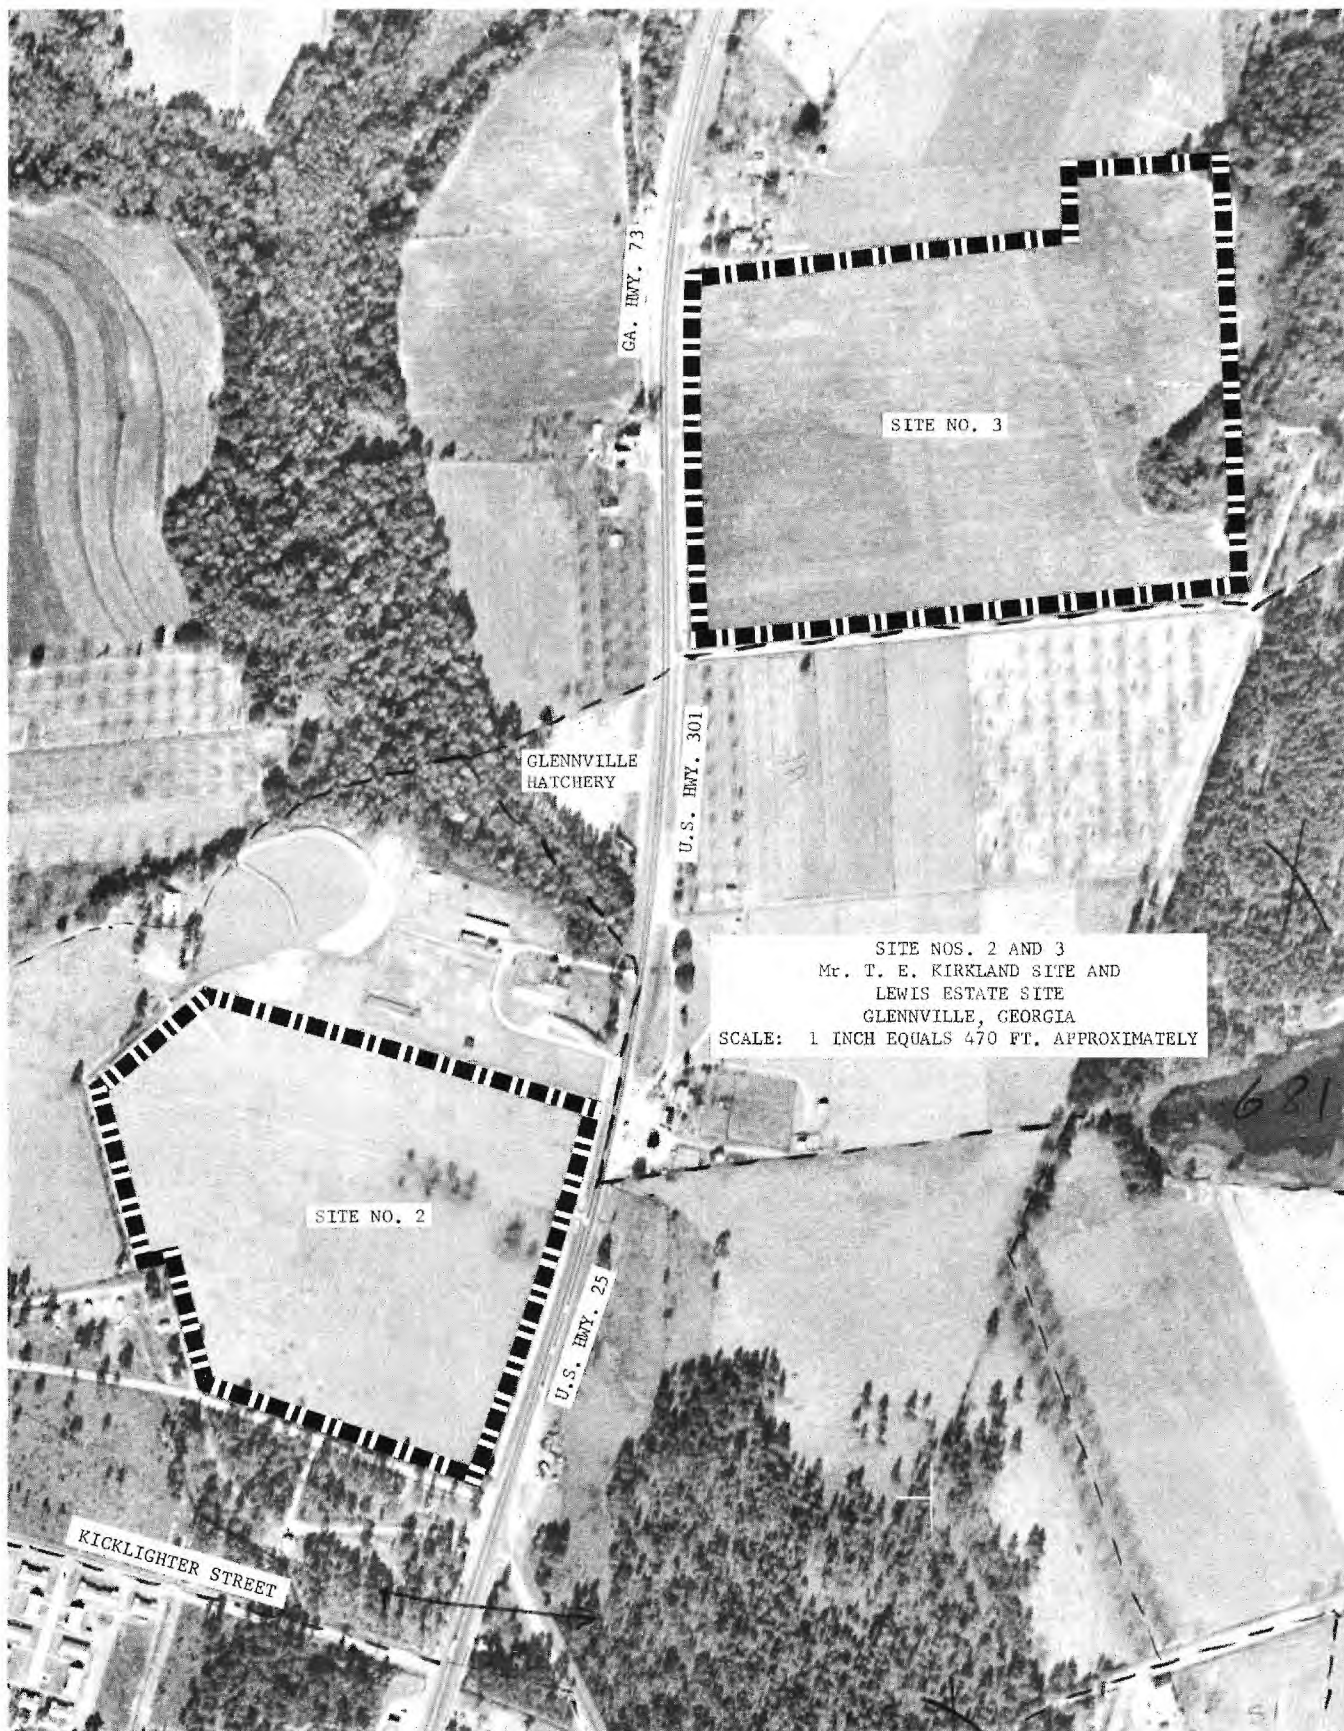 GA. HWY. 73
SITE NO. 3
GLENNVILLE
HATCHERY
U.S. HWY. 301
SITE NOS. 2 AND 3
Mr. T. E. KIRKLAND SITE AND
LEWIS ESTATE SITE
GLENNVILLE, GEORGIA
SCALE: 1 INCH EQUALS 470 FT. APPROXIMATELY
681
SITE NO. 2
U.S. HWY. 25
KICKLIGHTER STREET